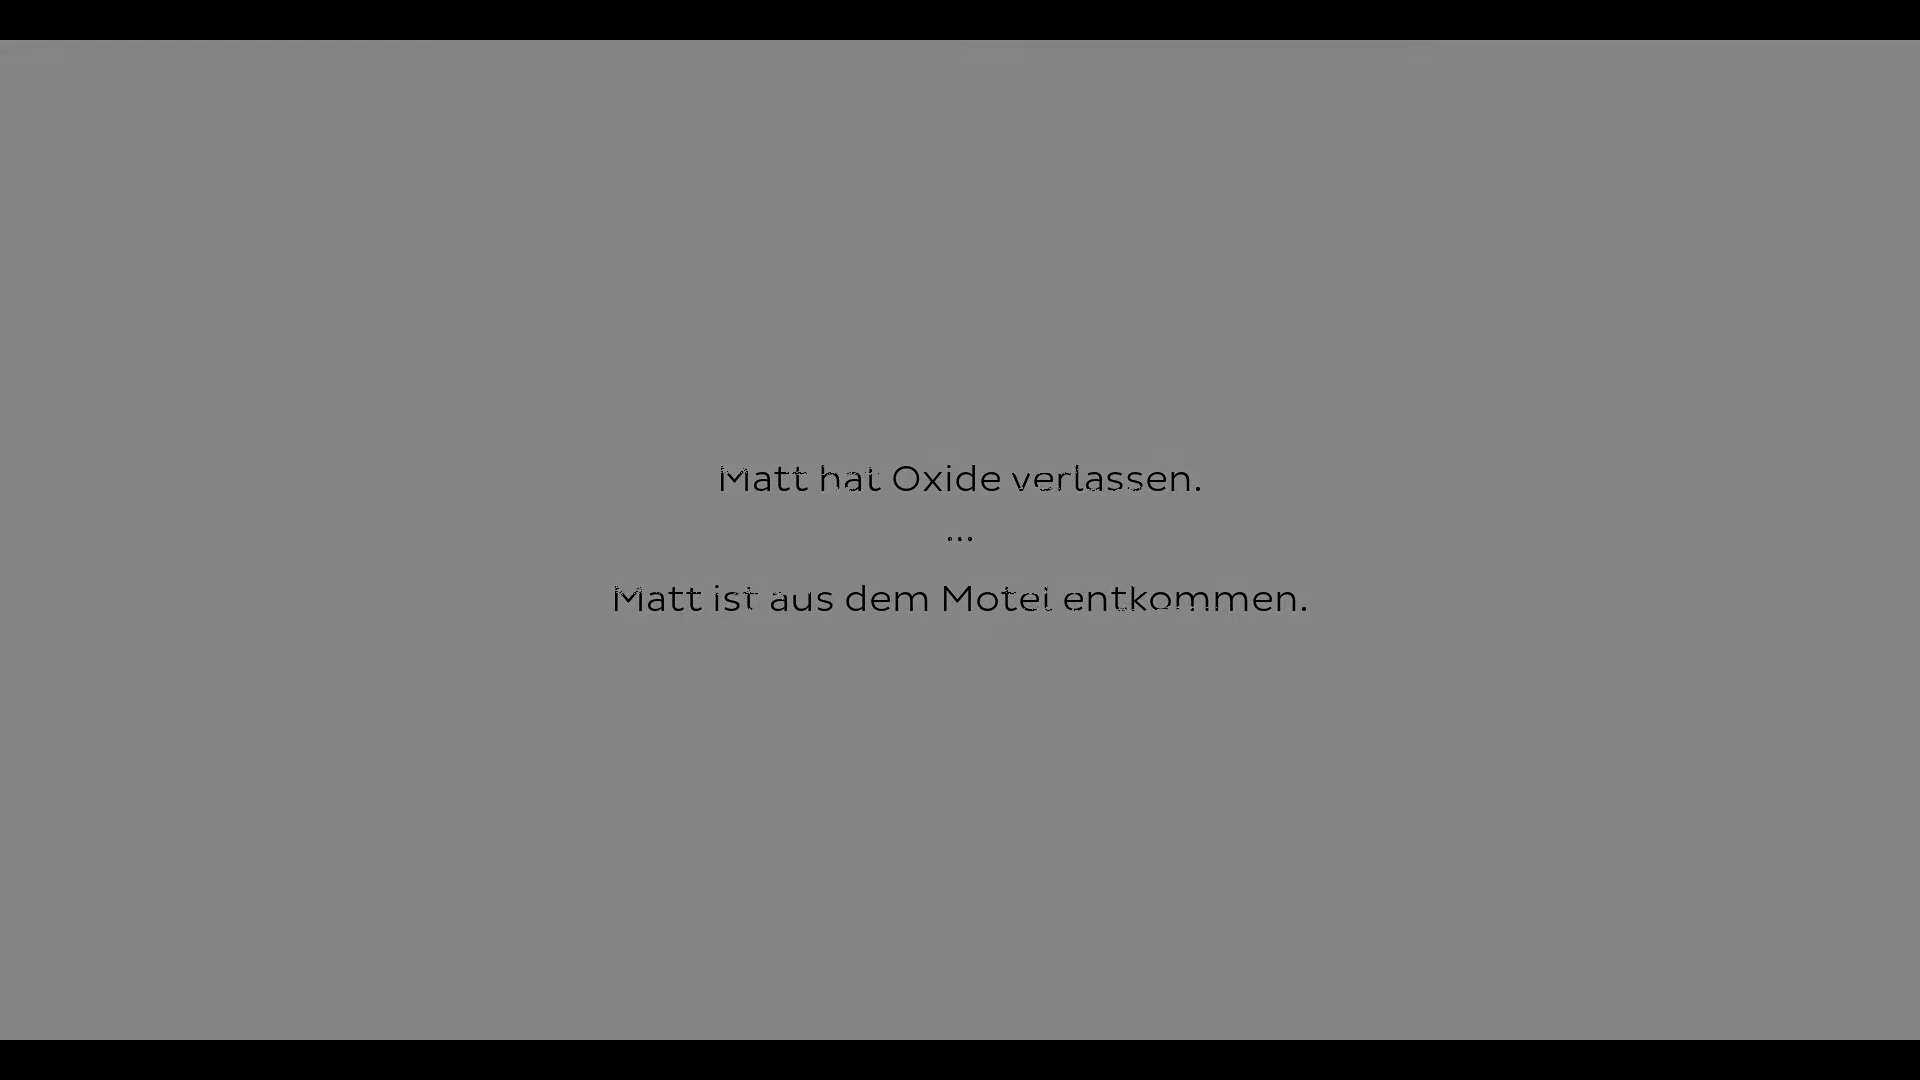 Matt hat Oxide verlassen.
...
Matt ist aus dem Motel entkommen.